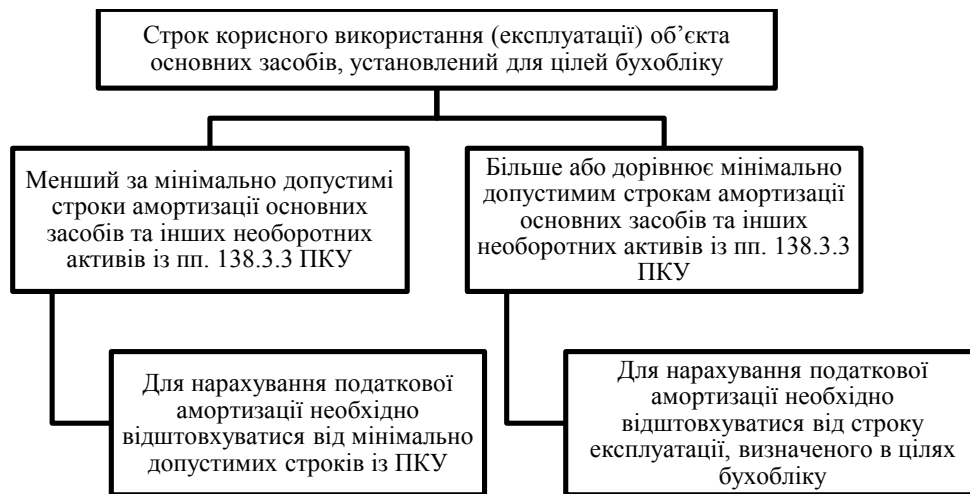 Строк корисного використання (експлуатації) об’єкта
основних засобів, установлений для цілей бухобліку
Менший за мінімально допустимі
строки амортизації основних
засобів та інших необоротних
активів із пп. 138.3.3 ПКУ
Більше або дорівнює мінімально
допустимим строкам амортизації
основних засобів та інших
необоротних активів із пп. 138.3.3
ПКУ
Для нарахування податкової
амортизації необхідно
відштовхуватися від мінімально
допустимих строків із ПКУ
Для нарахування податкової
амортизації необхідно
відштовхуватися від строку
експлуатації, визначеного в цілях
бухобліку